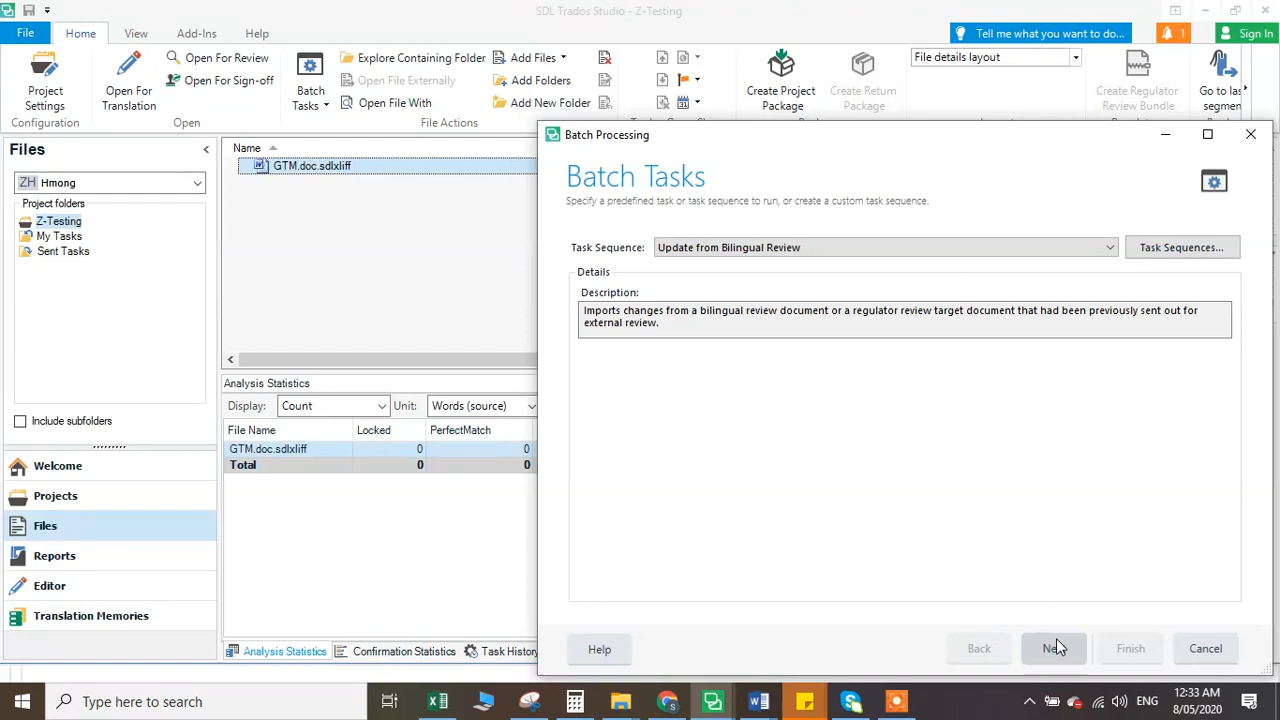 SDL Trados Studio - Z-Testing
File Home View Add-Ins Help Tell me what you want to do... 1 Sign In
Project Settings
Open For Translation
Open For Review
Open For Sign-off
Batch Tasks
Explore Containing Folder
Open File Externally
Open File With
Add Files
Add Folders
Add New Folder
Create Project Package
Create Return Package
File details layout
Create Regulator Review Bundle
Configuration Open File Actions
Files
ZH Hmong
Project folders
Z-Testing
My Tasks
Sent Tasks
Include subfolders
Welcome
Projects
Files
Reports
Editor
Translation Memories
Name
GTM.doc.sdlxliff
Analysis Statistics
Display: Count Unit: Words (source)
File Name Locked PerfectMatch
GTM.doc.sdlxliff 0 0
Total 0 0
Analysis Statistics Confirmation Statistics Task History
Batch Processing
Batch Tasks
Specify a predefined task or task sequence to run, or create a custom task sequence.
Task Sequence: Update from Bilingual Review Task Sequences...
Details
Description:
Imports changes from a bilingual review document or a regulator review target document that had been previously sent out for
external review.
Help Back Finish Cancel
Type here to search
ENG
12:33 AM
8/05/2020